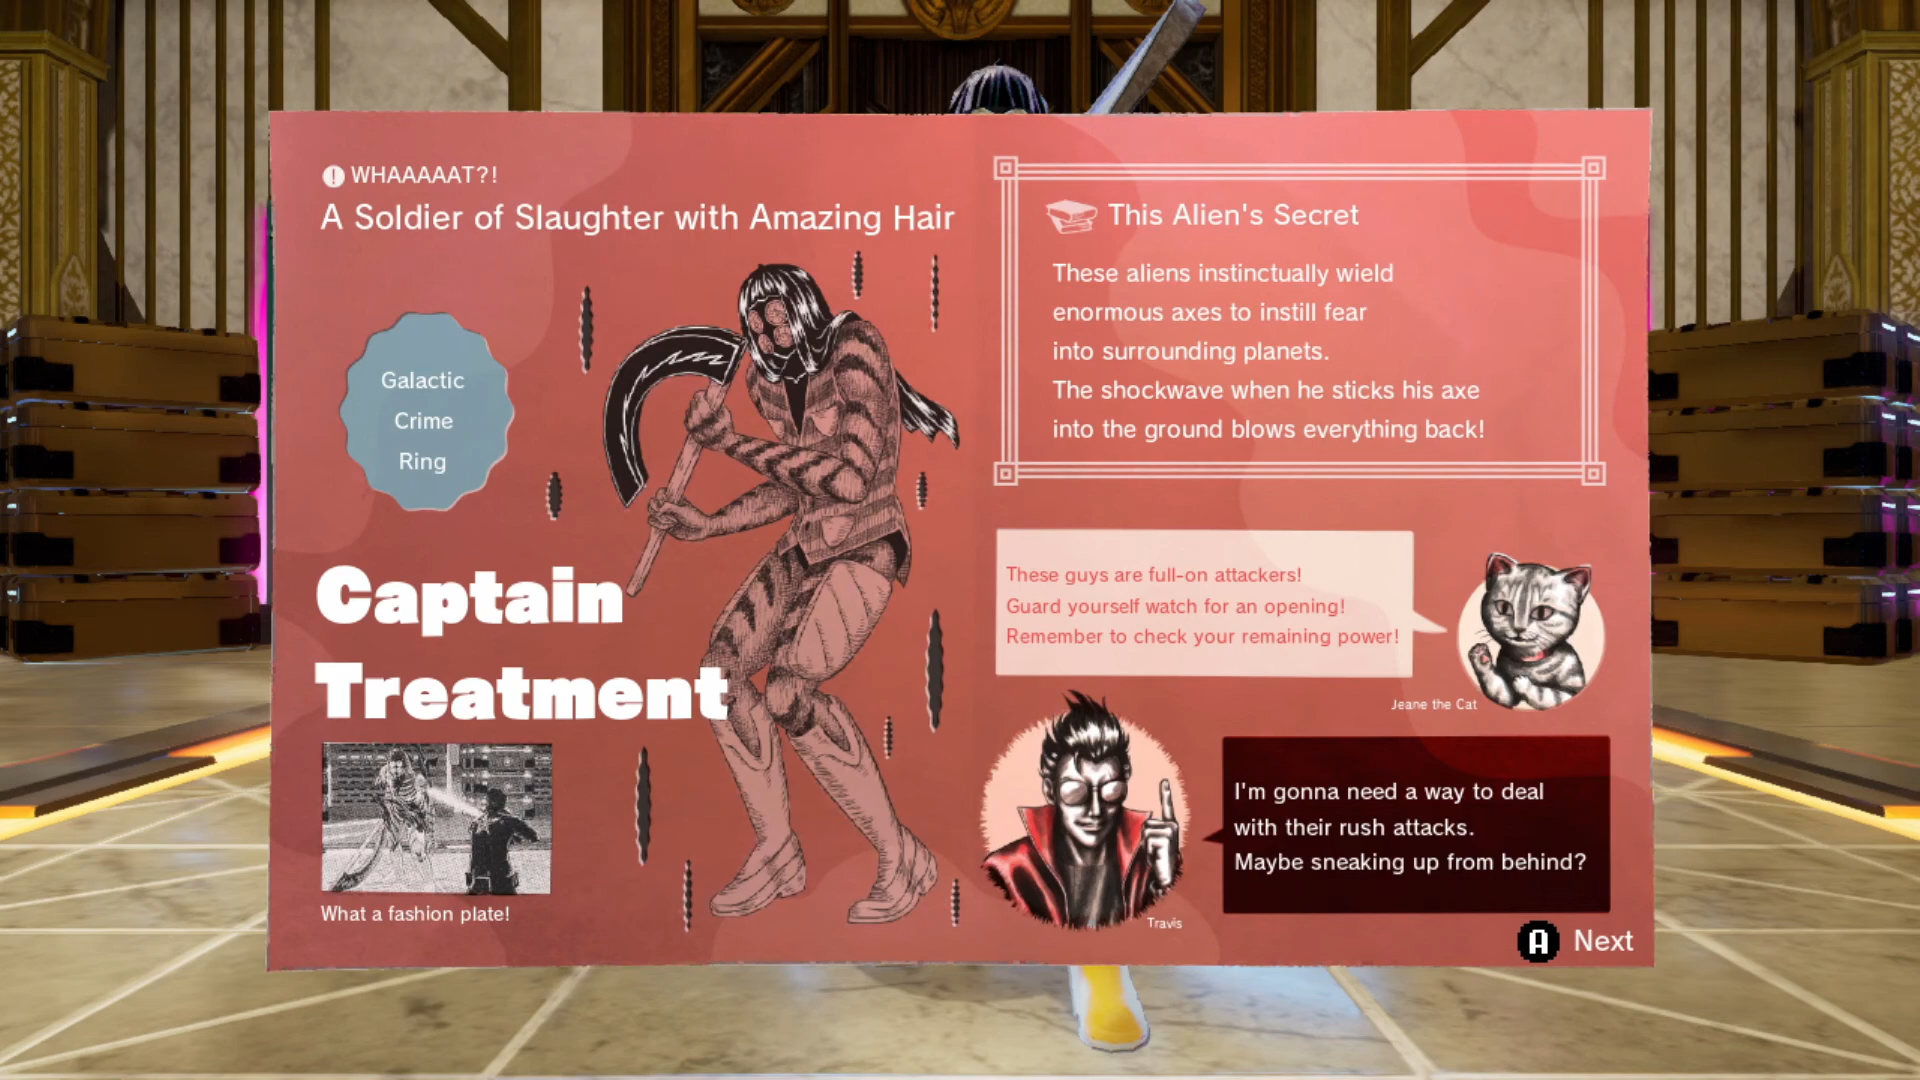 WHAAAAAT?!
A Soldier of Slaughter with Amazing Hair
Galactic
Crime
Ring
Captain
Treatment
What a fashion plate!
This Alien's Secret
These aliens instinctually wield
enormous axes to instill fear
into surrounding planets.
The shockwave when he sticks his axe
into the ground blows everything back!
These guys are full-on attackers!
Guard yourself watch for an opening!
Remember to check your remaining power!
Jeane the Cat
I'm gonna need a way to deal
with their rush attacks.
Maybe sneaking up from behind?
Travis
A Next